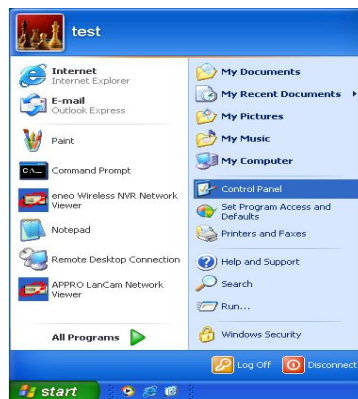 test
Internet
Internet Explorer
E-mail
Outlook Express
Paint
C:\_
Command Prompt
eneo Wireless NVR Network
Viewer
Notepad
Remote Desktop Connection
APPRO LanCam Network
Viewer
All Programs
My Documents
My Recent Documents
My Pictures
My Music
My Computer
Control Panel
Set Program Access and
Defaults
Printers and Faxes
Help and Support
Search
Run...
Windows Security
Log Off
Disconnect
start